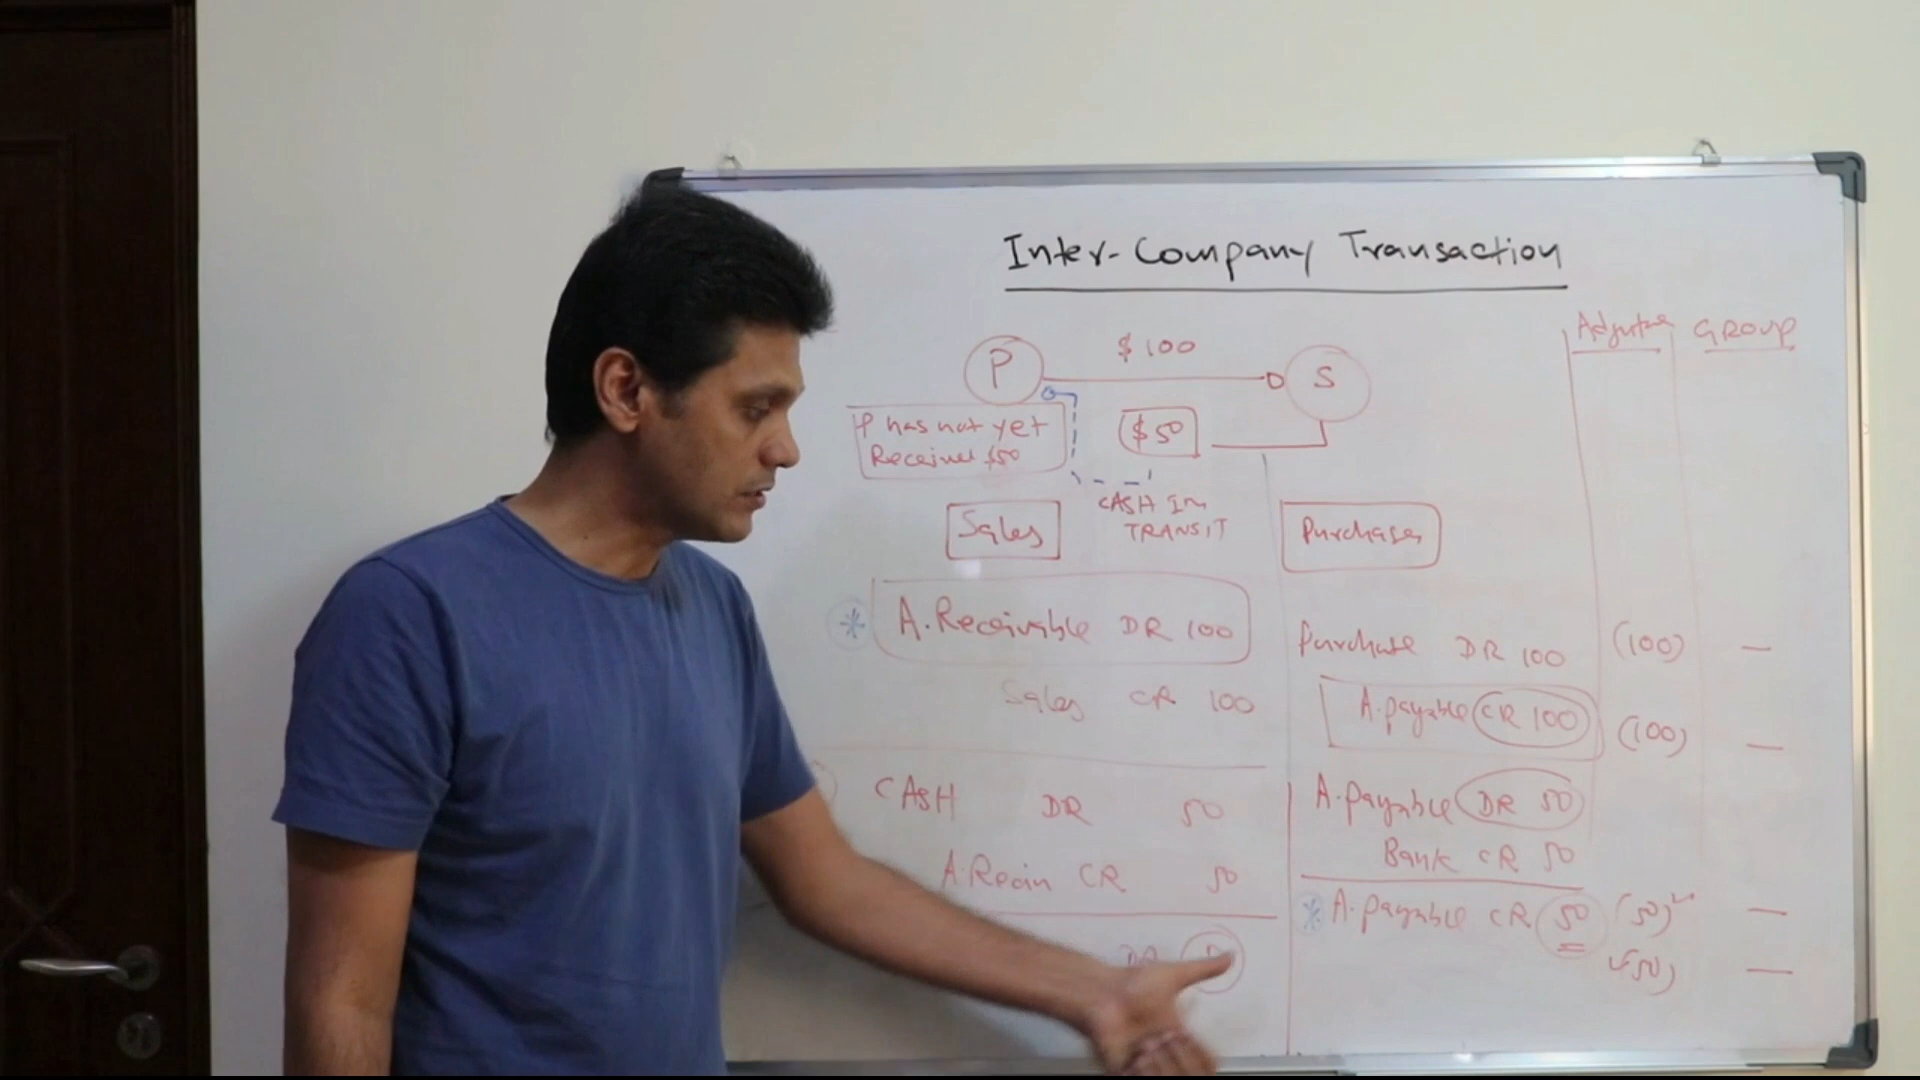 Inter-Company Transaction
Adjustme GROUP
P $100 S
P has not yet
Received $50
$50
CASH In
TRANSIT
Sales
Purchases
* A. Receivable DR 100
Sales CR 100
CASH DR 50
A.Recin CR 50
DR
Purchase DR 100 (100) —
A.payable CR 100 (100) —
A.payable DR 50
Bank CR 50
* A.payable CR 50 (50) —
(50) —